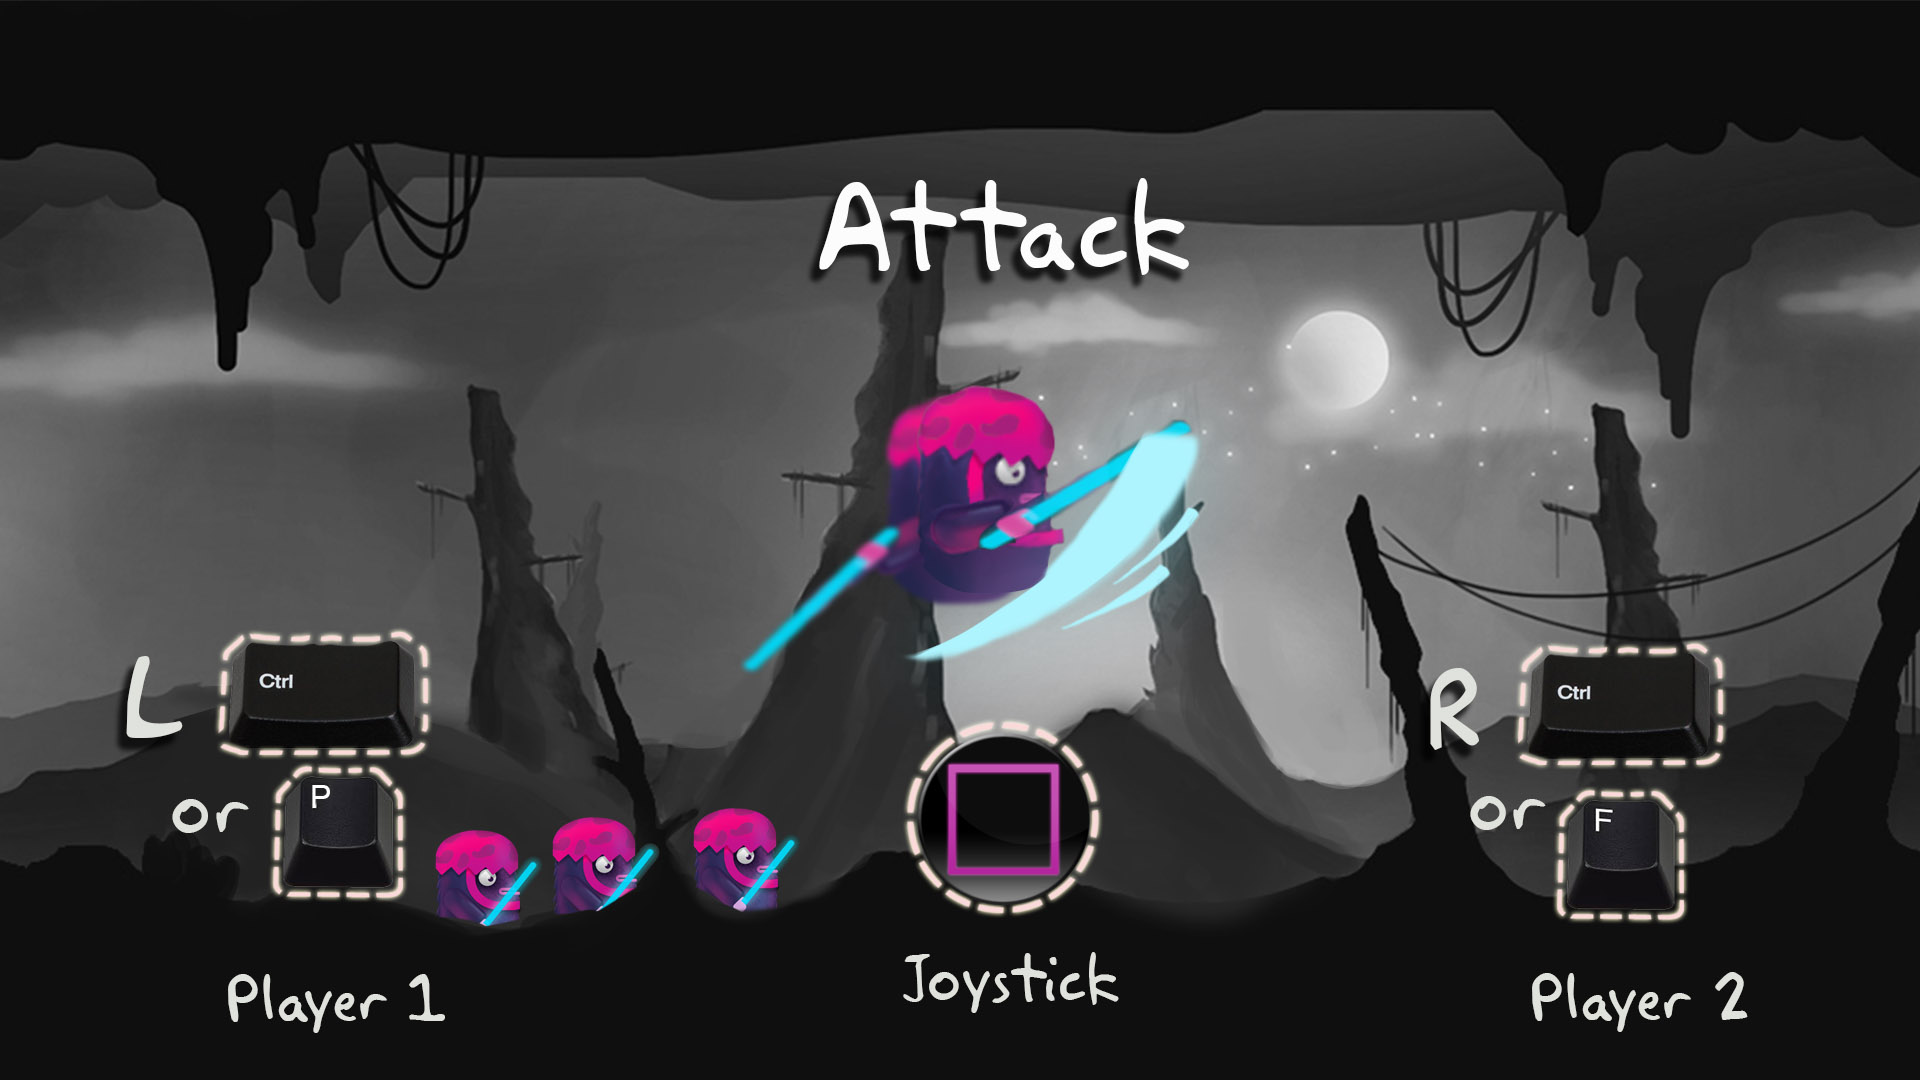 Attack
L Ctrl
or P
Player 1
Joystick
R Ctrl
or F
Player 2